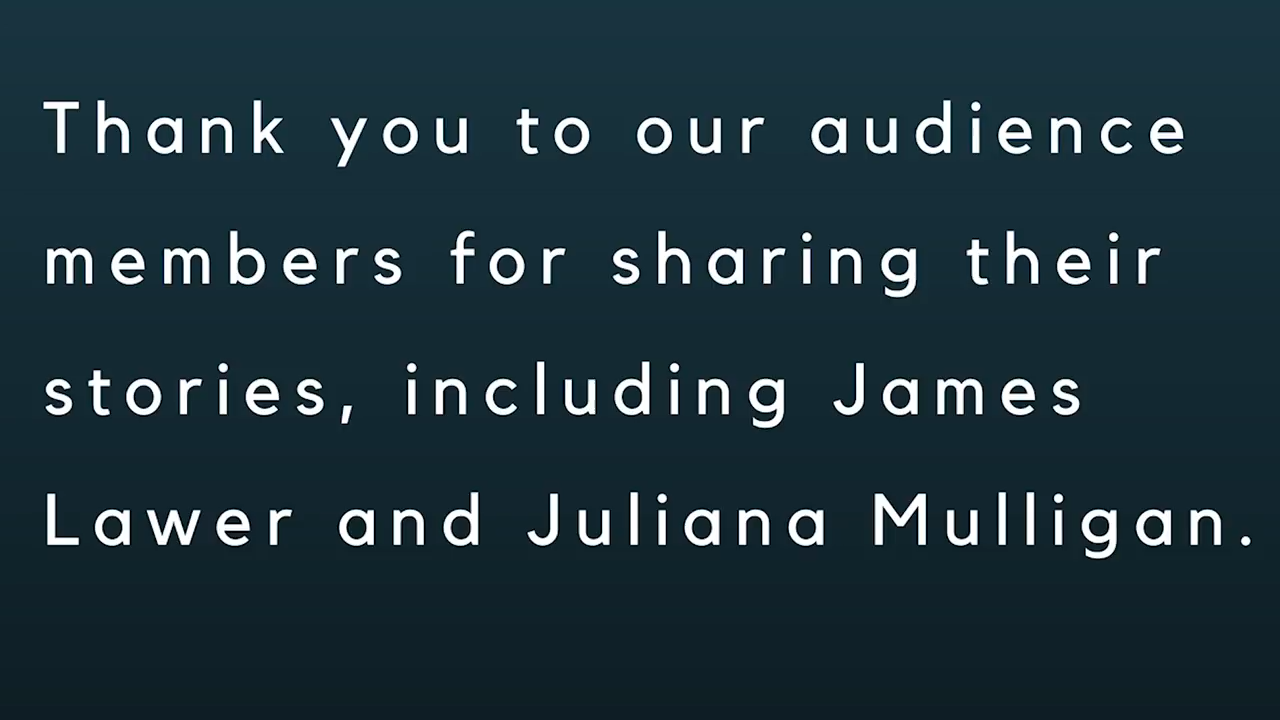 Thank you to our audience
members for sharing their
stories, including James
Lawer and Juliana Mulligan.